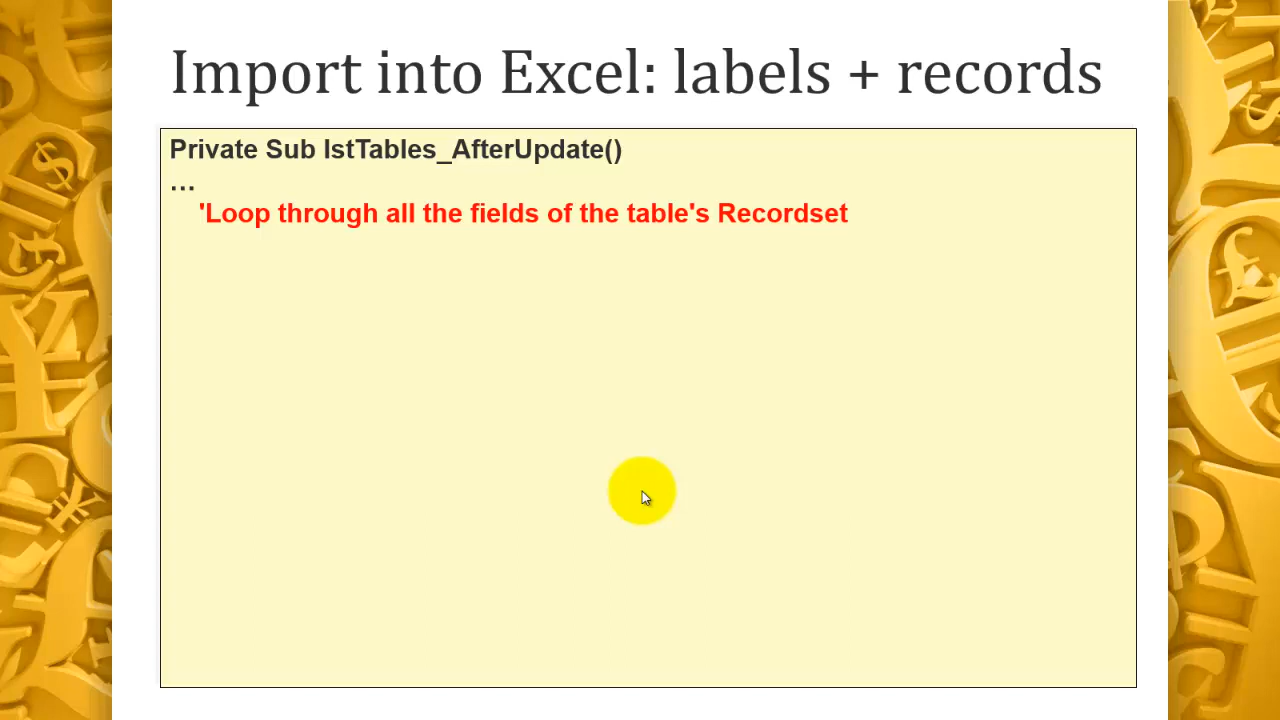 Import into Excel: labels + records
Private Sub lstTables_AfterUpdate()
…
'Loop through all the fields of the table's Recordset